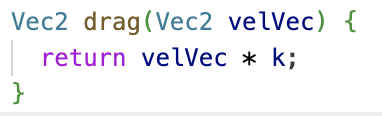 Vec2 drag(Vec2 velVec) {
  return velVec * k;
}